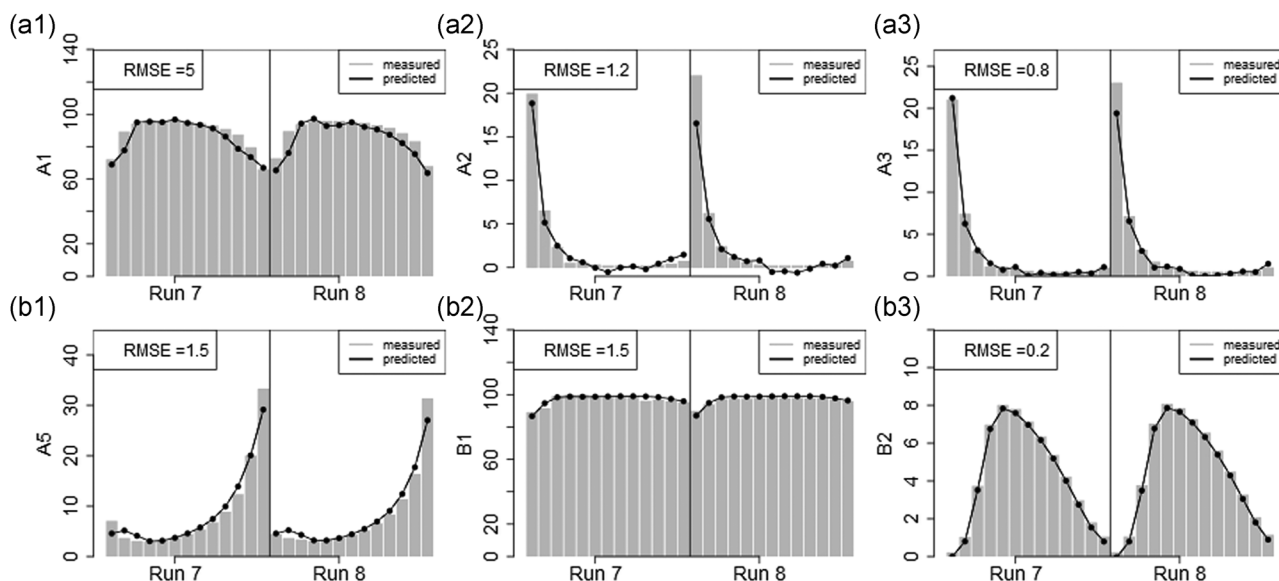 (a1)
RMSE =5
measured
predicted
A1
0 20 40 60 80 100 140
Run 7
Run 8
(a2)
RMSE =1.2
measured
predicted
A2
0 5 10 15 20 25
Run 7
Run 8
(a3)
RMSE =0.8
measured
predicted
A3
0 5 10 15 20 25
Run 7
Run 8
(b1)
RMSE =1.5
measured
predicted
A5
0 10 20 30 40
Run 7
Run 8
(b2)
RMSE =1.5
measured
predicted
B1
0 20 40 60 80 100 140
Run 7
Run 8
(b3)
RMSE =0.2
measured
predicted
B2
0 2 4 6 8 10 12
Run 7
Run 8